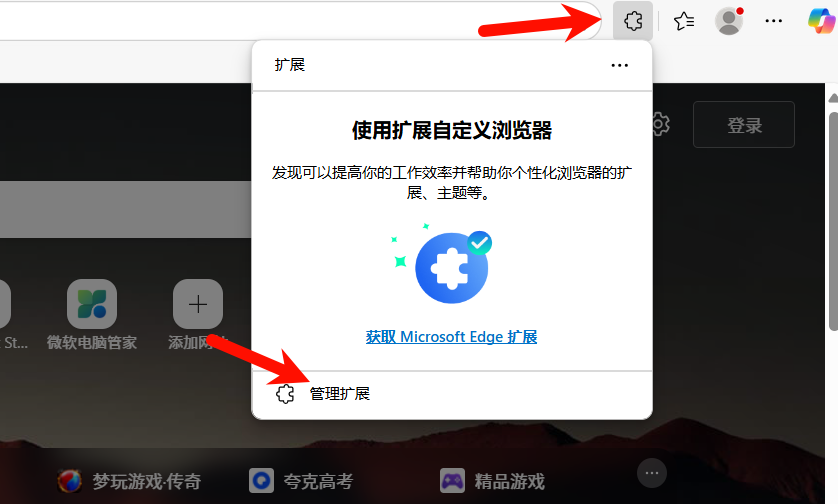 扩展
使用扩展自定义浏览器
登录
发现可以提高你的工作效率并帮助你个性化浏览器的扩
展、主题等。
获取 Microsoft Edge 扩展
St...
微软电脑管家
添加网
管理扩展
梦玩游戏·传奇
夸克高考
精品游戏